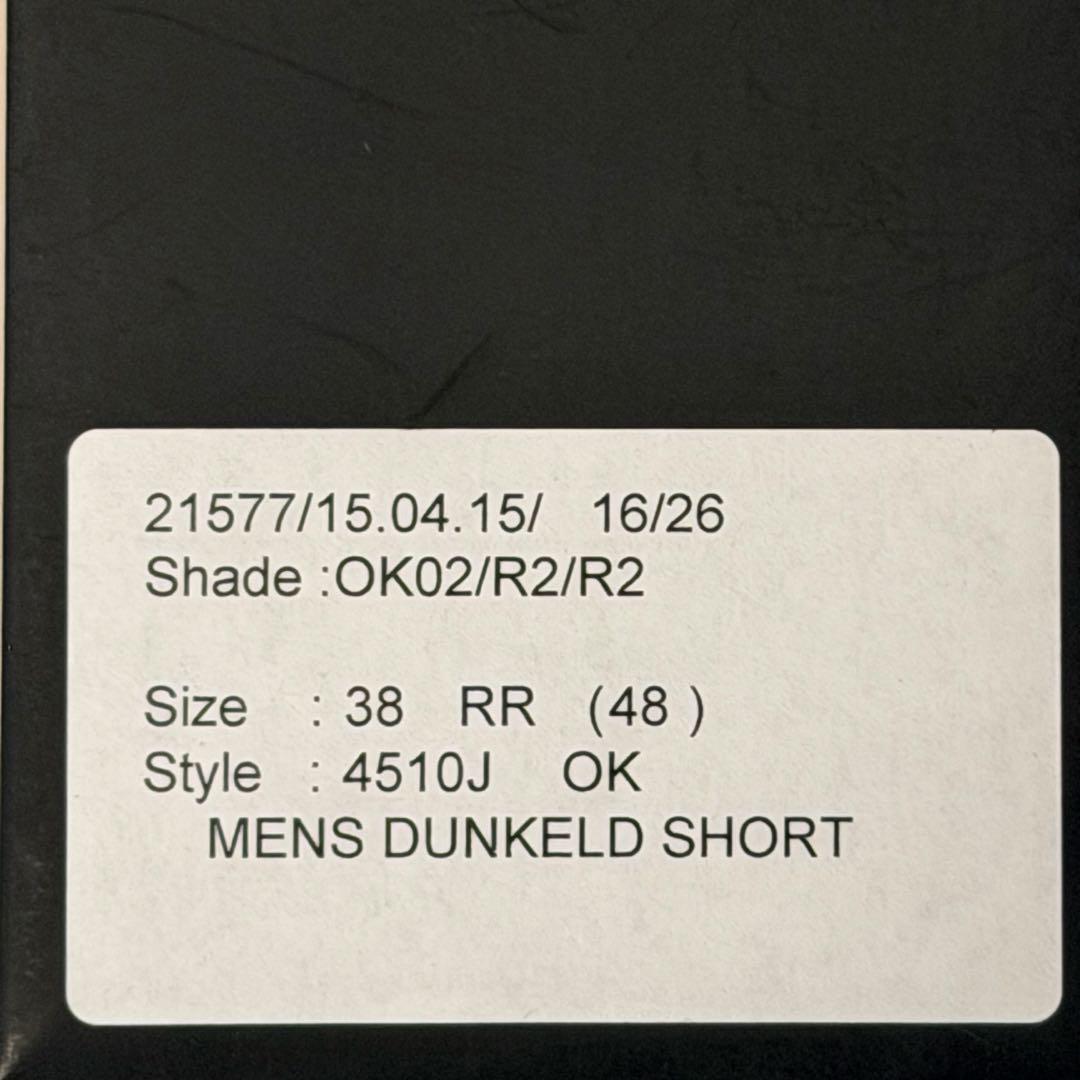 21577/15.04.15/ 16/26
Shade :OK02/R2/R2
Size : 38 RR (48 )
Style : 4510J OK
MENS DUNKELD SHORT